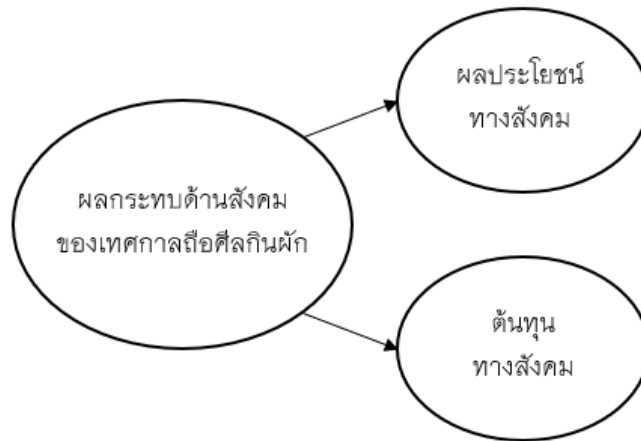 ผลกระทบด้านสังคม
ของเทศกาลถือศีลกินผัก
ผลประโยชน์
ทางสังคม
ต้นทุน
ทางสังคม